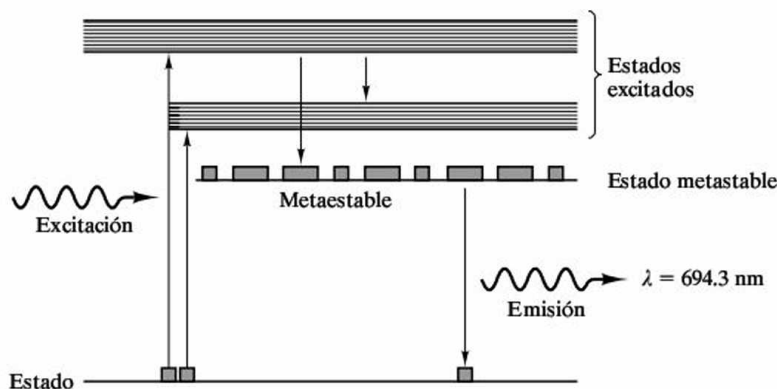 Estados
excitados
Estado metastable
Metaestable
Excitación
λ = 694.3 nm
Emisión
Estado